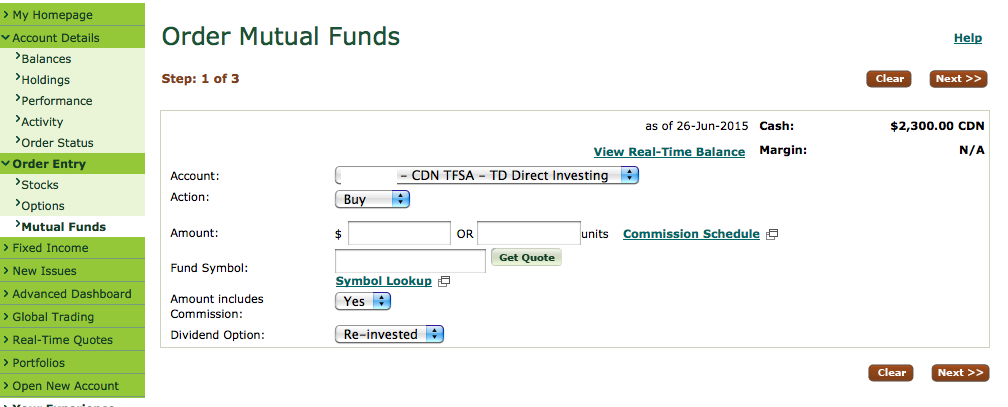 My Homepage
Account Details
Balances
Holdings
Performance
Activity
Order Status
Order Entry
Stocks
Options
Mutual Funds
Fixed Income
New Issues
Advanced Dashboard
Global Trading
Real-Time Quotes
Portfolios
Open New Account
Order Mutual Funds
Help
Step: 1 of 3
Clear
Next >>
as of 26-Jun-2015 Cash: $2,300.00 CDN
View Real-Time Balance Margin: N/A
Account: – CDN TFSA – TD Direct Investing
Action: Buy
Amount: $ OR units Commission Schedule
Fund Symbol: Get Quote
Symbol Lookup
Amount includes
Commission: Yes
Dividend Option: Re-invested
Clear
Next >>